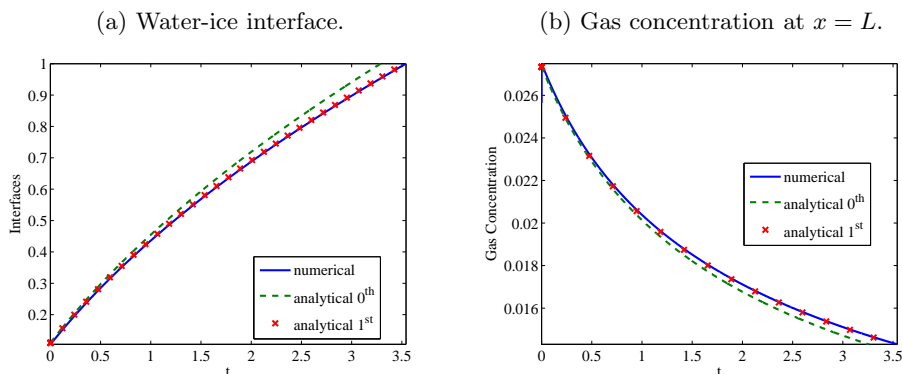 (a) Water-ice interface.
(b) Gas concentration at x = L.
Interfaces
1
0.9
0.8
0.7
0.6
0.5
0.4
0.3
0.2
0 0.5 1 1.5 2 2.5 3 3.5
t
numerical
analytical 0th
analytical 1st
Gas Concentration
0.026
0.024
0.022
0.02
0.018
0.016
0 0.5 1 1.5 2 2.5 3 3.5
t
numerical
analytical 0th
analytical 1st